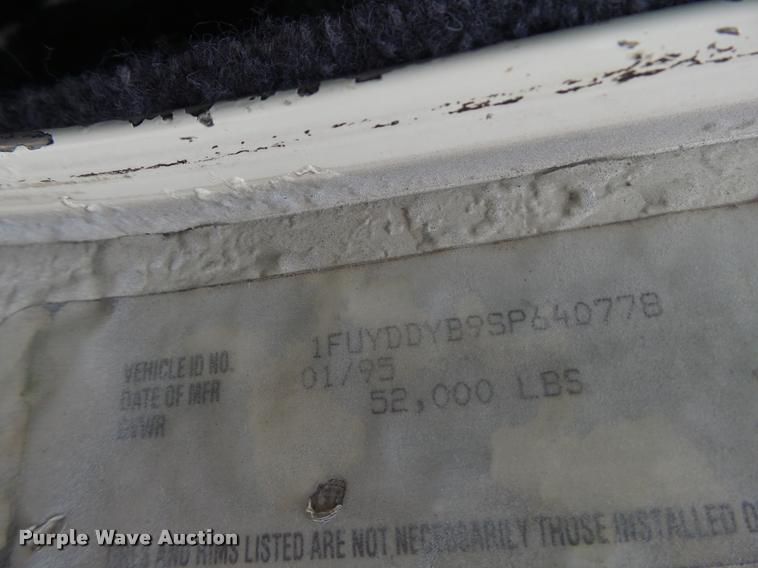 VEHICLE ID NO. 1FUYDDYB9SP640778
DATE OF MFR 01/95
GVWR 52,000 LBS
AND RIMS LISTED ARE NOT NECESSARILY THOSE INSTALLED
Purple Wave Auction